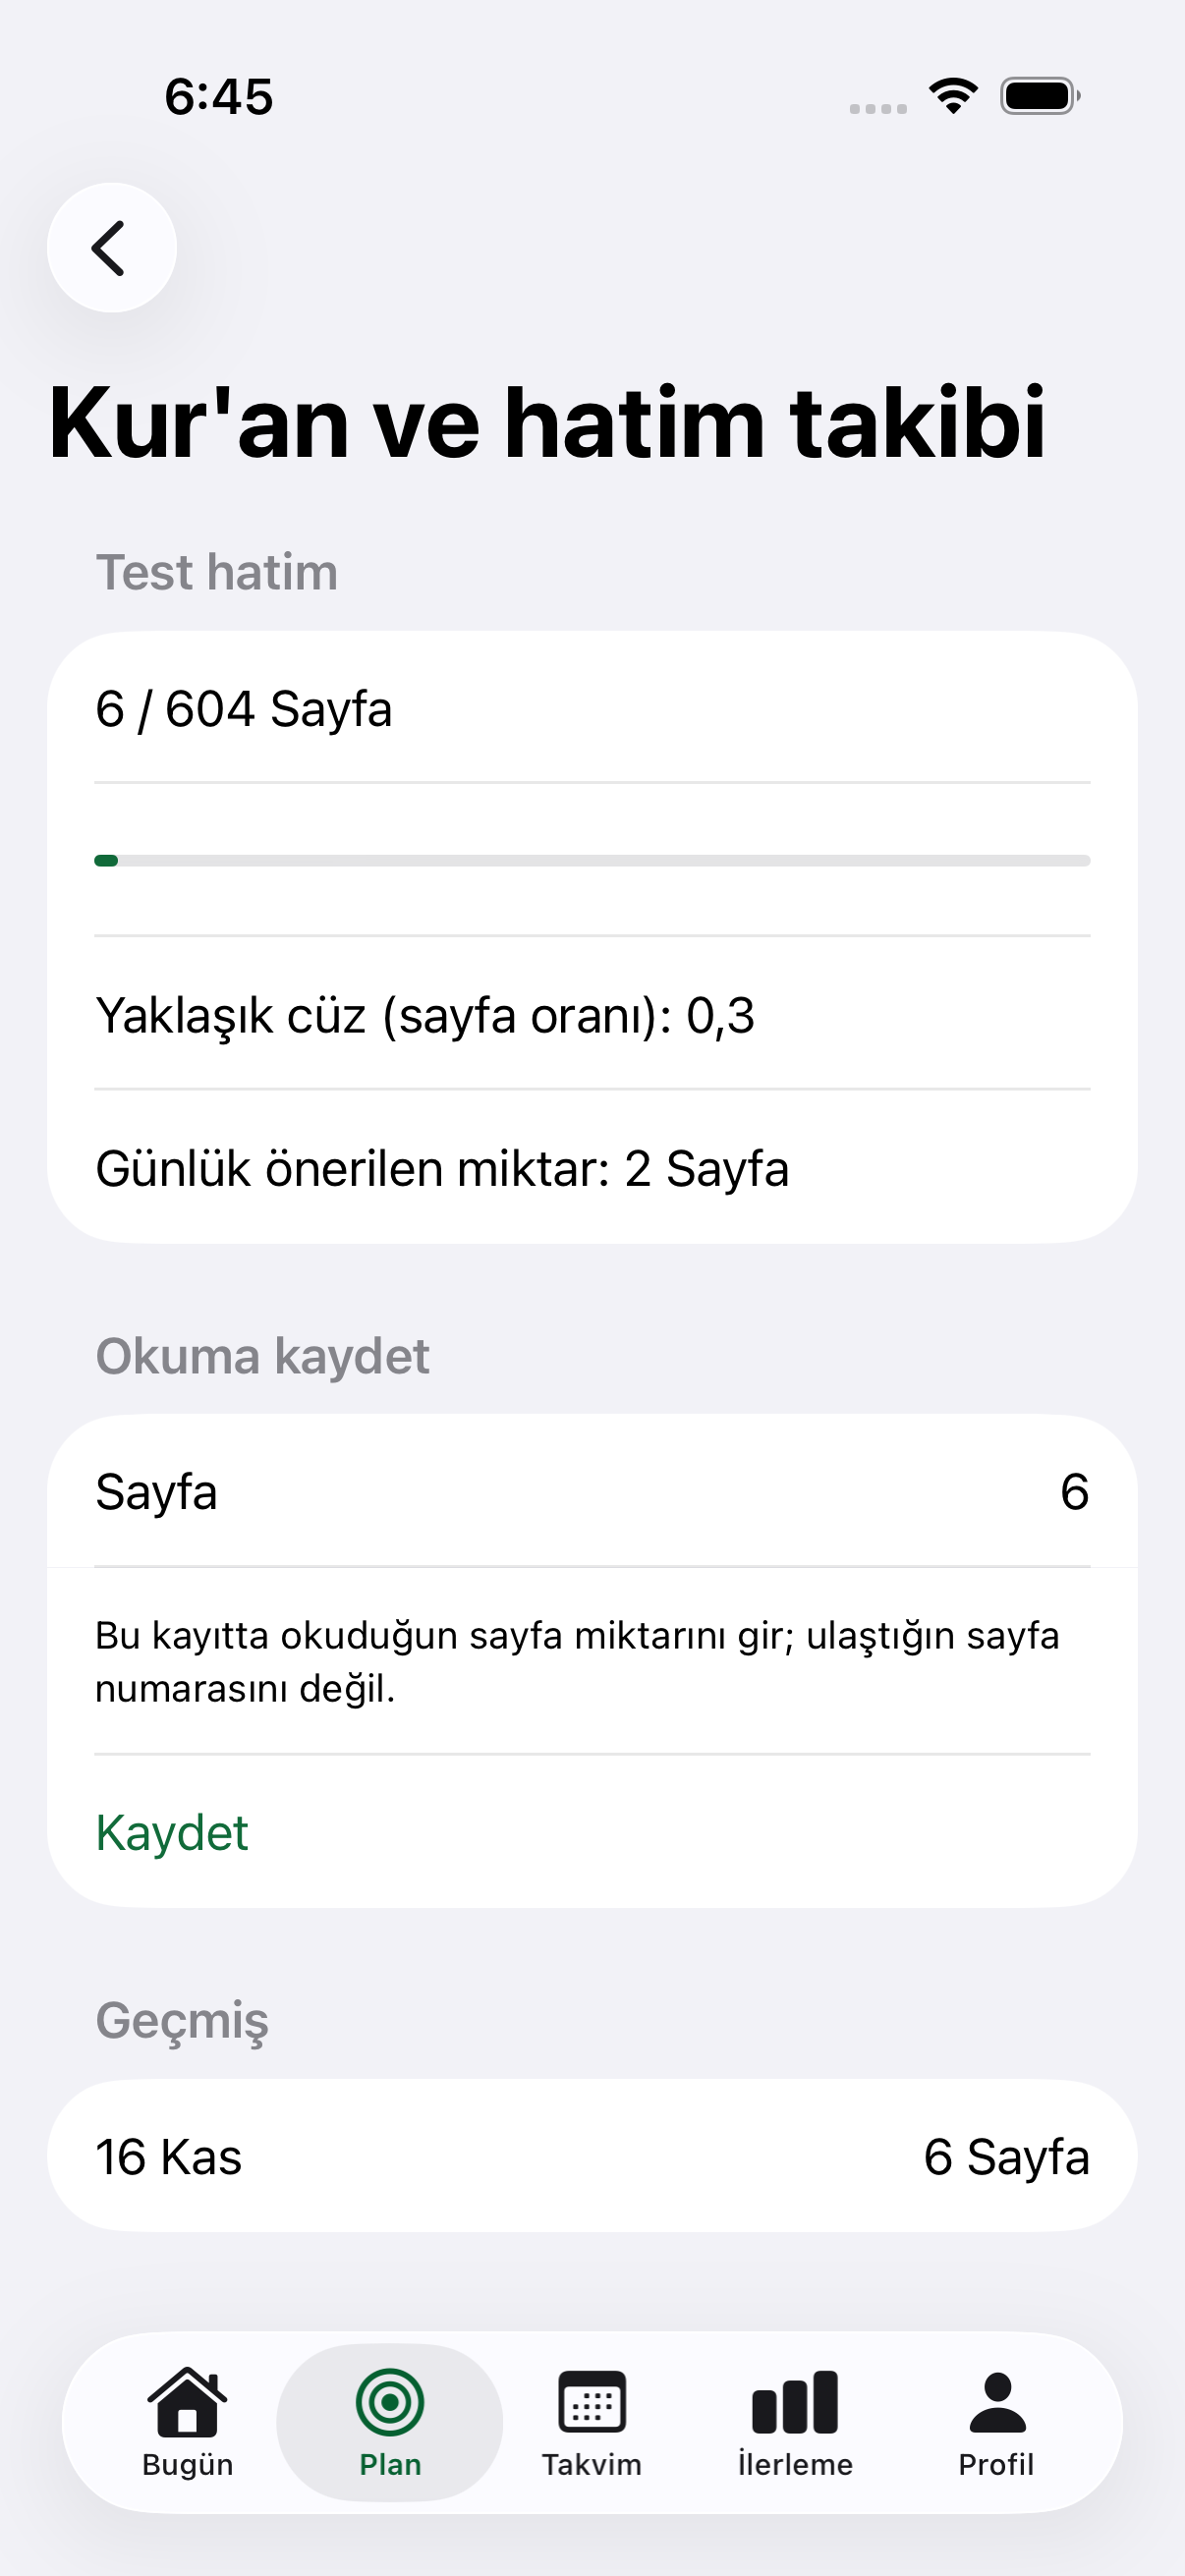 6:45
Kur'an ve hatim takibi
Test hatim
6 / 604 Sayfa
Yaklaşık cüz (sayfa oranı): 0,3
Günlük önerilen miktar: 2 Sayfa
Okuma kaydet
Sayfa 6
Bu kayıtta okuduğun sayfa miktarını gir; ulaştığın sayfa
numarasını değil.
Kaydet
Geçmiş
16 Kas 6 Sayfa
Bugün Plan Takvim İlerleme Profil